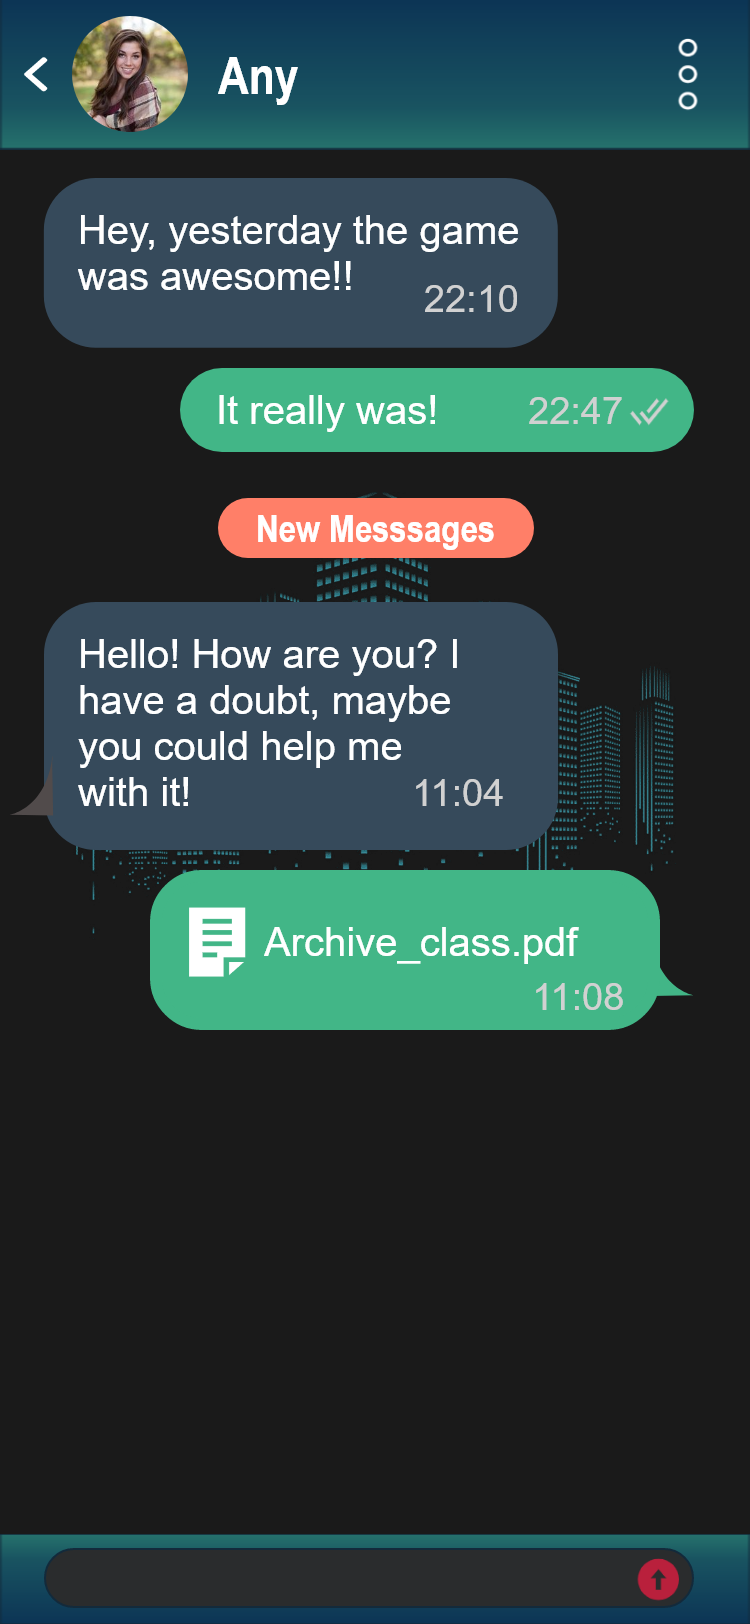 Any
Hey, yesterday the game
was awesome!!
22:10
It really was! 22:47
New Messsages
Hello! How are you? I
have a doubt, maybe
you could help me
with it! 11:04
Archive_class.pdf
11:08